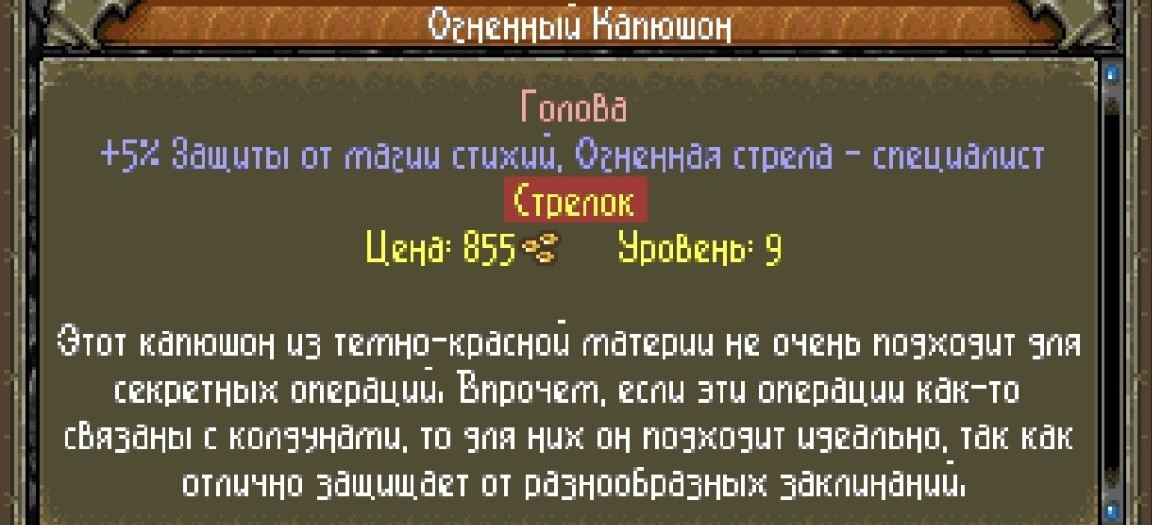 Огненный Капюшон
Голова
+5% Защиты от магии стихий, Огненная стрела - специалист
Стрелок
Цена: 855 Уровень: 9
Этот капюшон из темно-красной материи не очень подходит для
секретных операций. Впрочем, если эти операции как-то
связаны с колдунами, то для них он подходит идеально, так как
отлично защищает от разнообразных заклинаний.